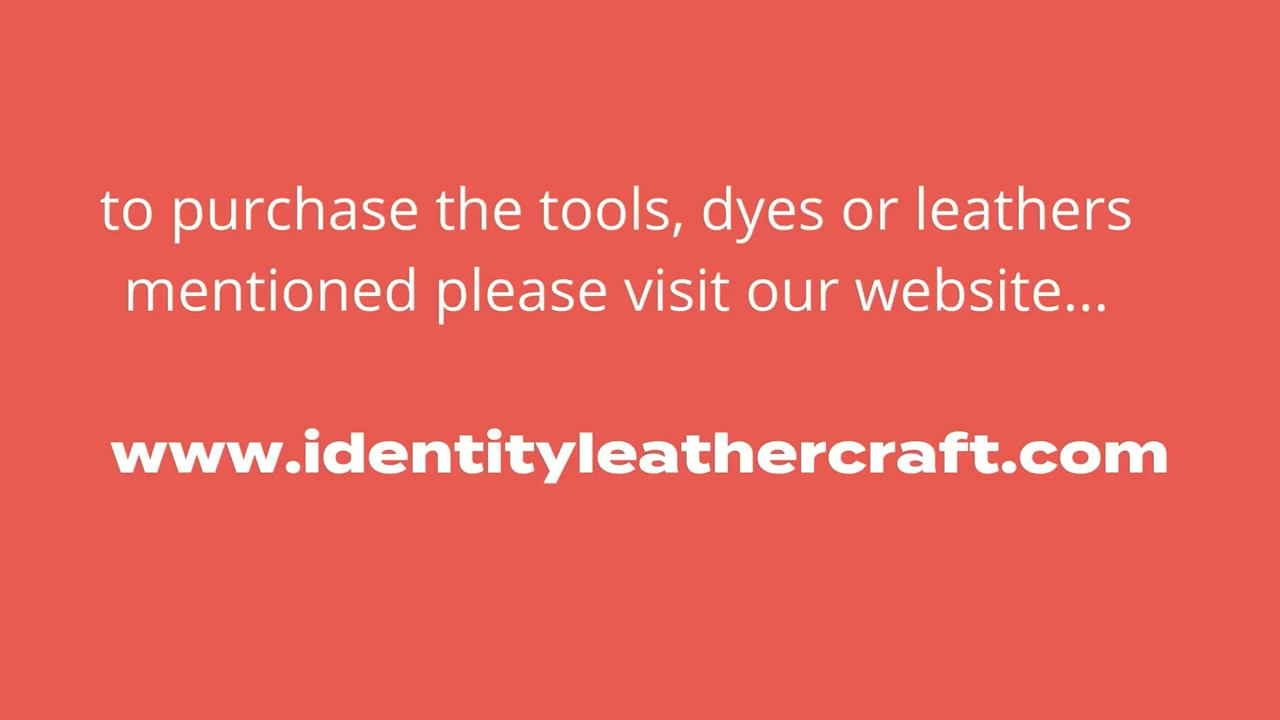 to purchase the tools, dyes or leathers
mentioned please visit our website...
www.identityleathercraft.com